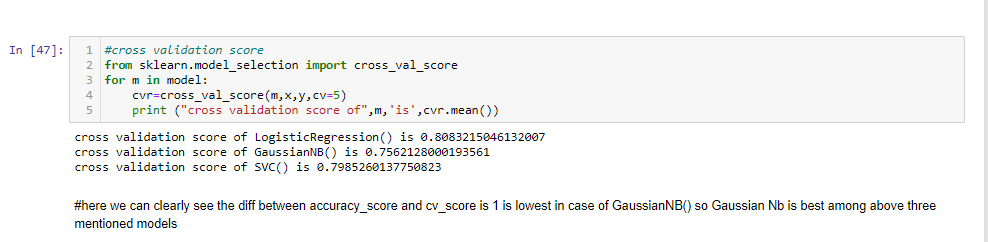 In [47]:
1 #cross validation score
2 from sklearn.model_selection import cross_val_score
3 for m in model:
4     cvr=cross_val_score(m,x,y,cv=5)
5     print ("cross validation score of",m,'is',cvr.mean())
cross validation score of LogisticRegression() is 0.8083215046132007
cross validation score of GaussianNB() is 0.7562128000193561
cross validation score of SVC() is 0.7985260137750823
#here we can clearly see the diff between accuracy_score and cv_score is 1 is lowest in case of GaussianNB() so Gaussian Nb is best among above three
mentioned models